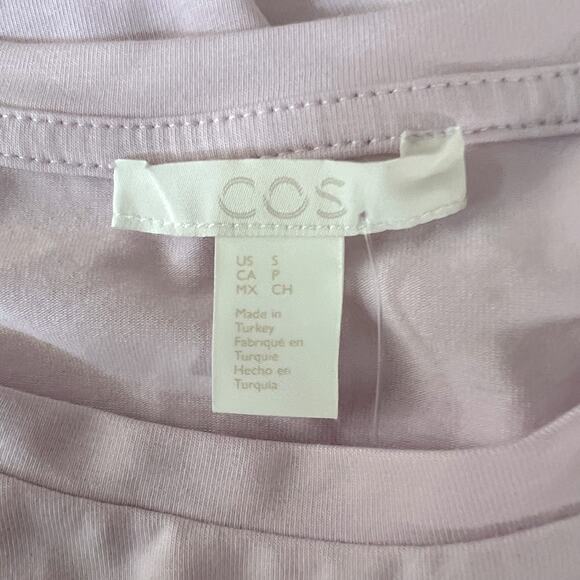 COS
US S
CA P
MX CH
Made in
Turkey
Fabriqué en
Turquie
Hecho en
Turquia